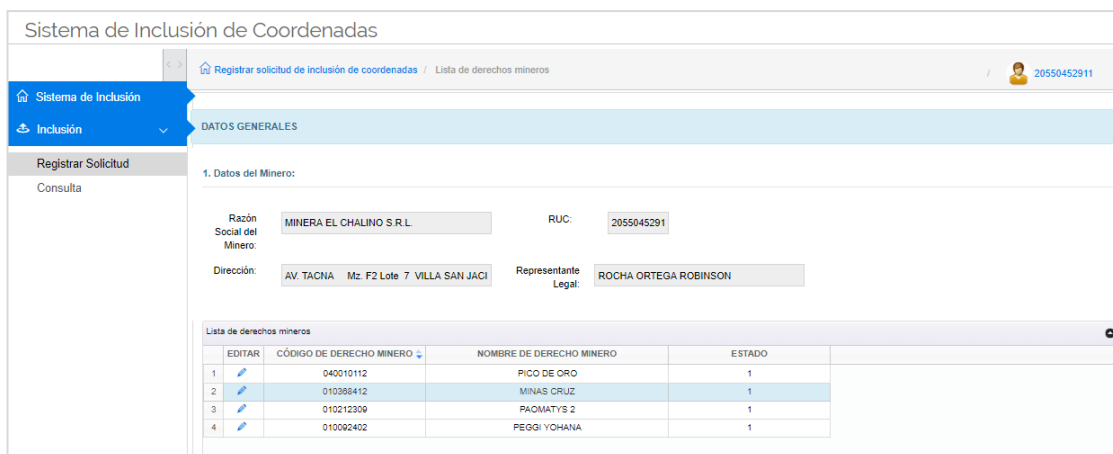 Sistema de Inclusión de Coordenadas
< >
Registrar solicitud de inclusión de coordenadas / Lista de derechos mineros
/ 20550452911
Sistema de Inclusión
Inclusión
Registrar Solicitud
Consulta
DATOS GENERALES
1. Datos del Minero:
Razón Social del Minero: MINERA EL CHALINO S.R.L. RUC: 2055045291
Dirección: AV. TACNA Mz. F2 Lote 7 VILLA SAN JACI Representante Legal: ROCHA ORTEGA ROBINSON
Lista de derechos mineros
EDITAR CÓDIGO DE DERECHO MINERO NOMBRE DE DERECHO MINERO ESTADO
1 040010112 PICO DE ORO 1
2 010368412 MINAS CRUZ 1
3 010212309 PAOMATYS 2 1
4 010092402 PEGGI YOHANA 1